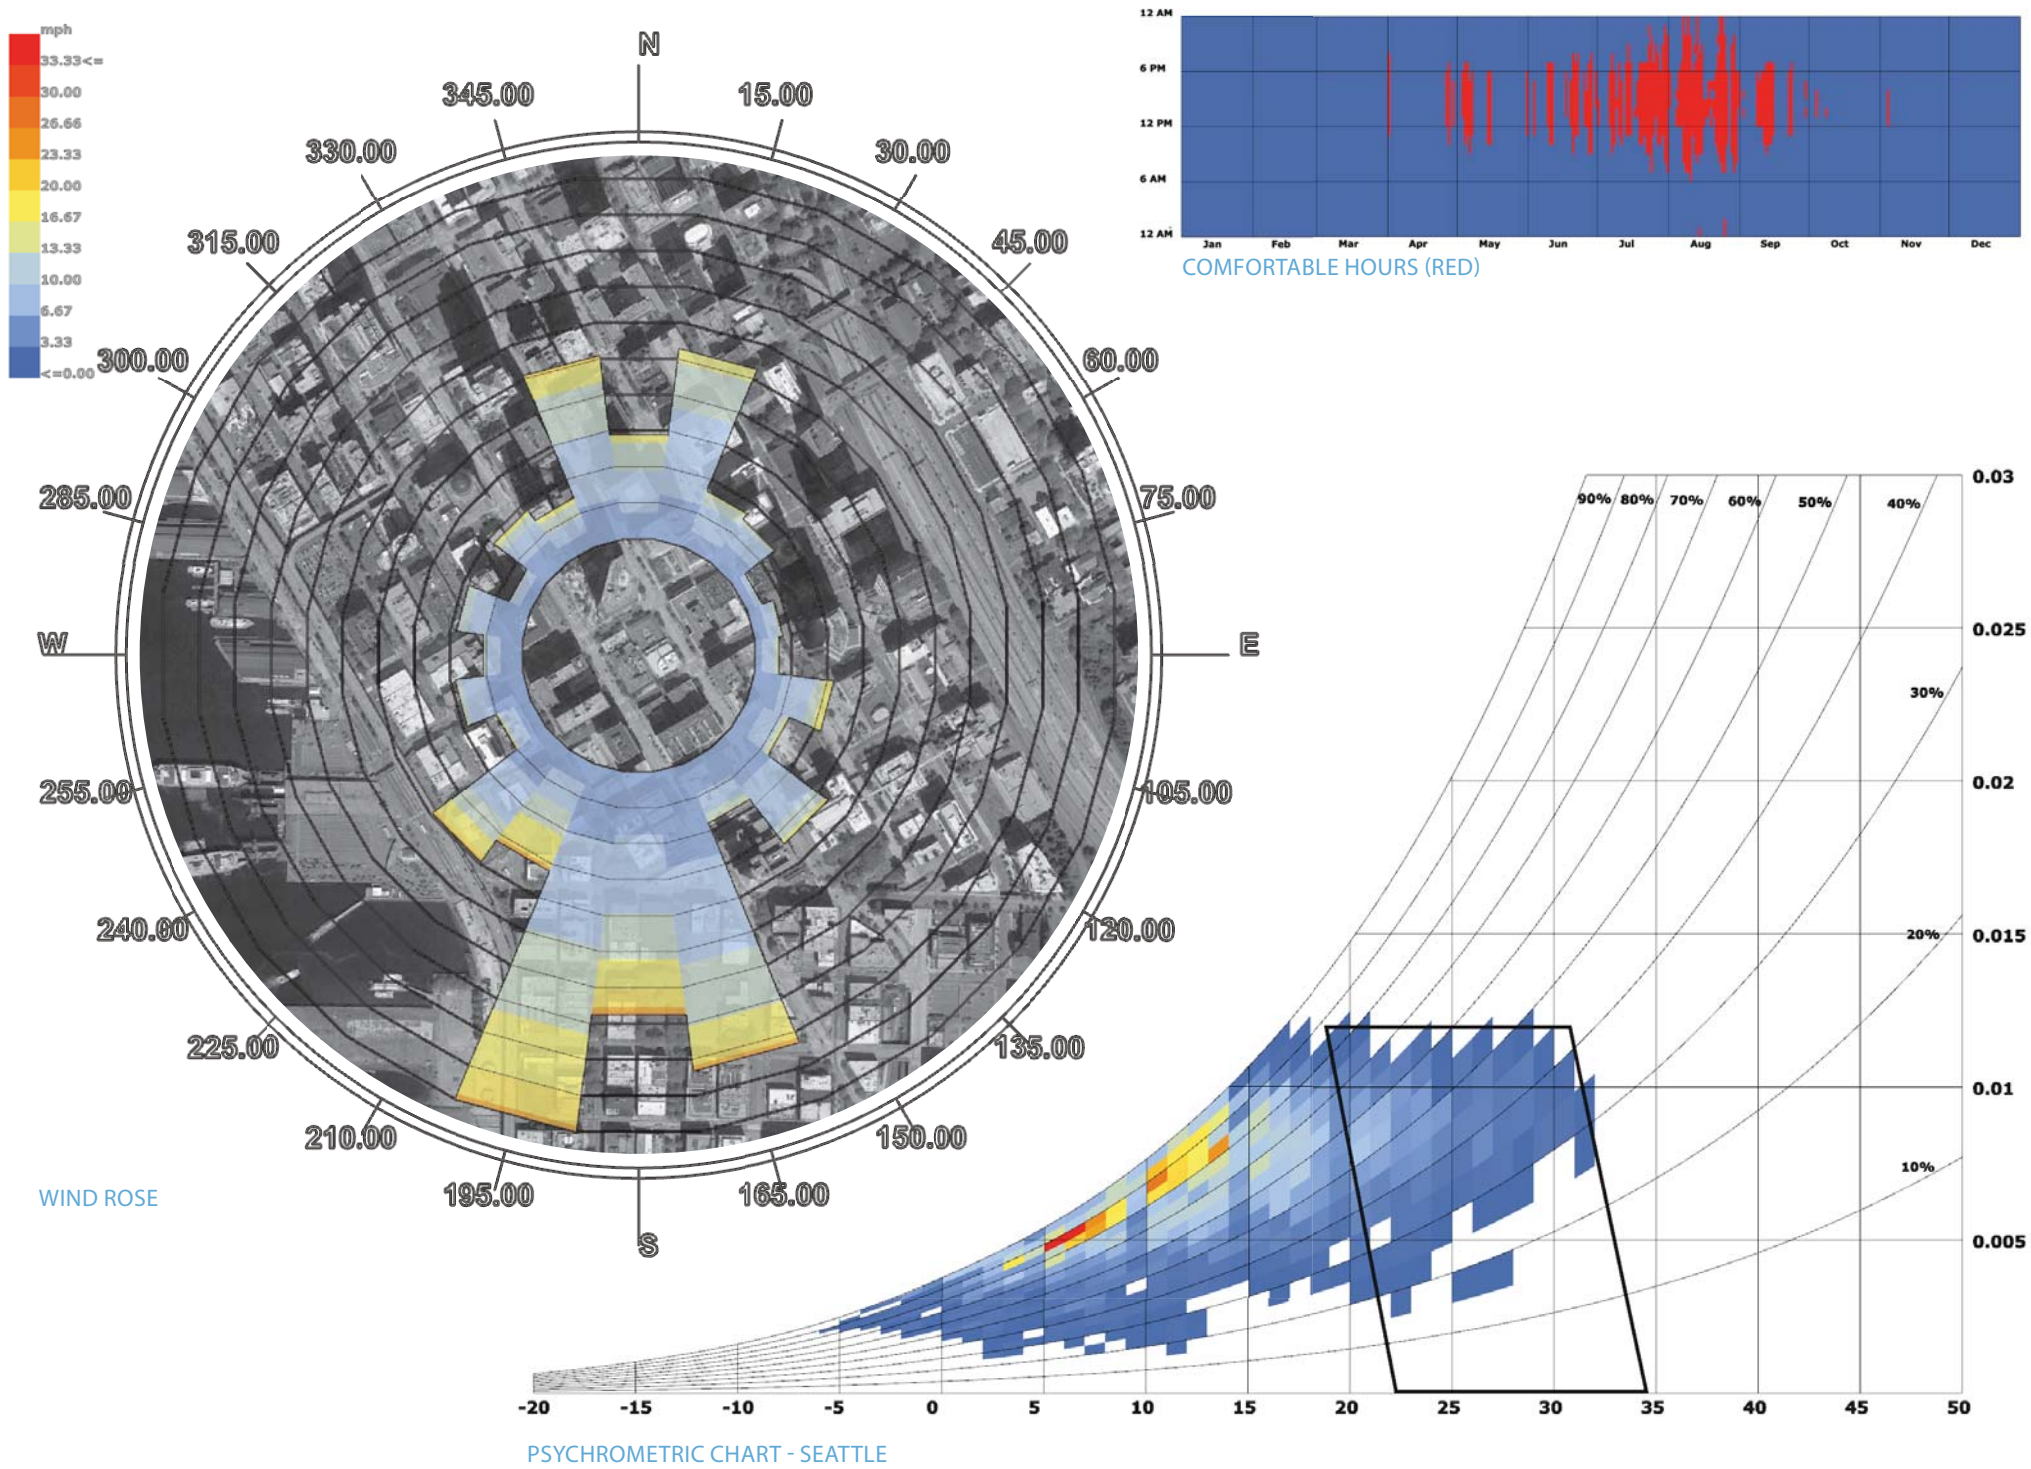 mph
33.33<=
30.00
26.66
23.33
20.00
16.67
13.33
10.00
6.67
3.33
<=0.00
N
15.00
30.00
45.00
60.00
75.00
E
105.00
120.00
135.00
150.00
165.00
S
195.00
210.00
225.00
240.00
255.00
W
285.00
300.00
315.00
330.00
345.00
WIND ROSE
12 AM
6 PM
12 PM
6 AM
12 AM
Jan Feb Mar Apr May Jun Jul Aug Sep Oct Nov Dec
COMFORTABLE HOURS (RED)
90% 80% 70% 60% 50% 40%
30%
20%
10%
0.03
0.025
0.02
0.015
0.01
0.005
-20 -15 -10 -5 0 5 10 15 20 25 30 35 40 45 50
PSYCHROMETRIC CHART - SEATTLE